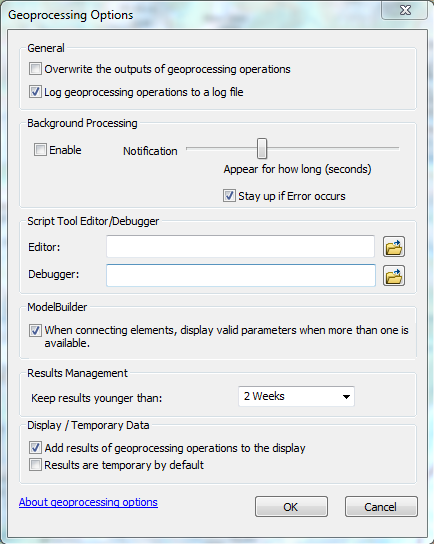 Geoprocessing Options
General
Overwrite the outputs of geoprocessing operations
Log geoprocessing operations to a log file
Background Processing
Enable
Notification
Appear for how long (seconds)
Stay up if Error occurs
Script Tool Editor/Debugger
Editor:
Debugger:
ModelBuilder
When connecting elements, display valid parameters when more than one is
available.
Results Management
Keep results younger than:
2 Weeks
Display / Temporary Data
Add results of geoprocessing operations to the display
Results are temporary by default
About geoprocessing options
OK
Cancel